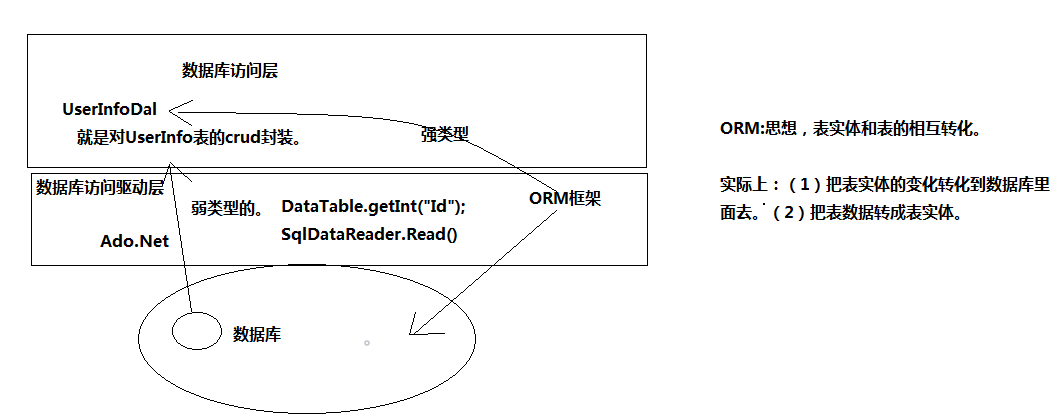 数据库访问层
UserInfoDal
就是对UserInfo表的crud封装。
强类型
数据库访问驱动层
弱类型的。
DataTable.getInt("Id");
SqlDataReader.Read()
ORM框架
Ado.Net
数据库
ORM:思想，表实体和表的相互转化。
实际上：（1）把表实体的变化转化到数据库里
面去。（2）把表数据转成表实体。